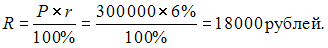 R = P×r / 100% = 300000×6% / 100% = 18000 рублей.